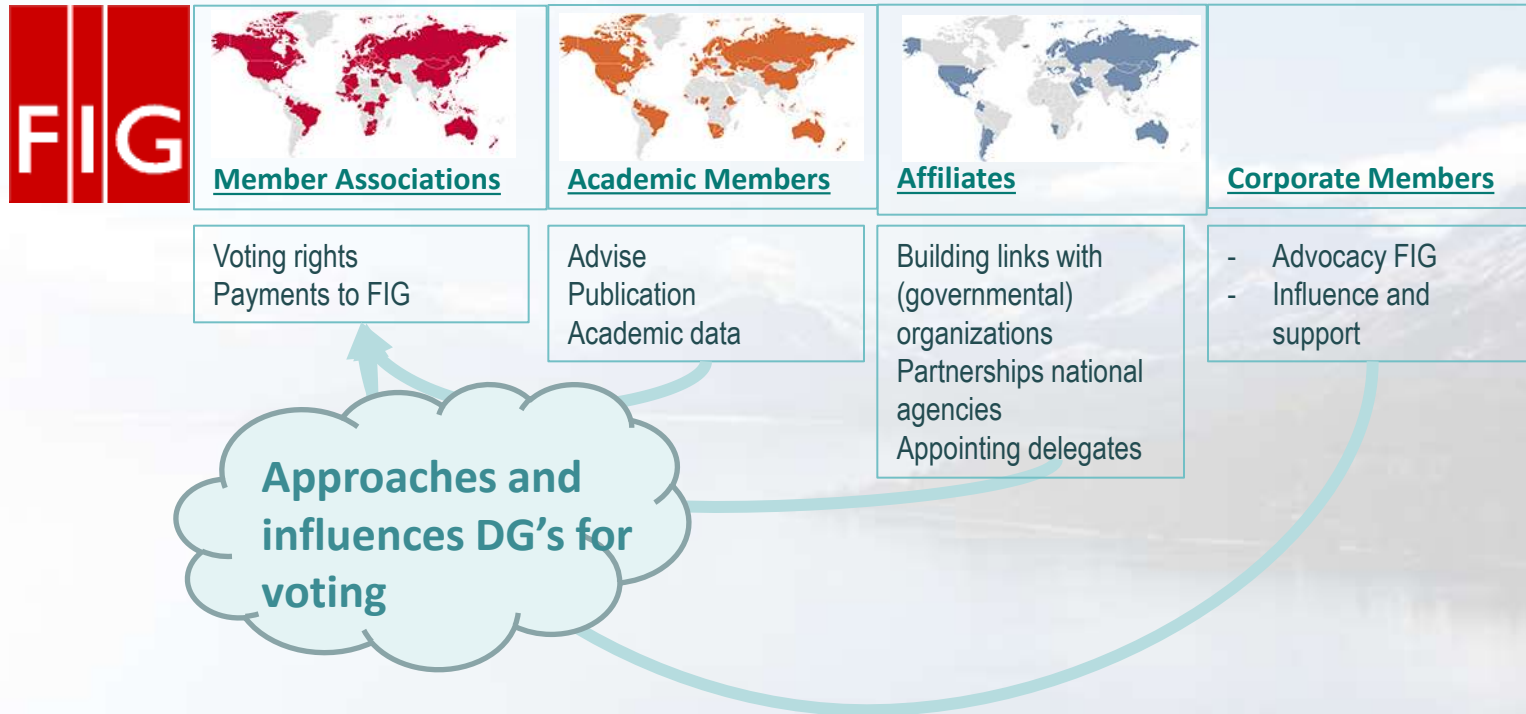 FIG
Member Associations
Academic Members
Affiliates
Corporate Members
Voting rights
Payments to FIG
Advise
Publication
Academic data
Building links with
(governmental)
organizations
Partnerships national
agencies
Appointing delegates
- Advocacy FIG
- Influence and
support
Approaches and
influences DG’s for
voting